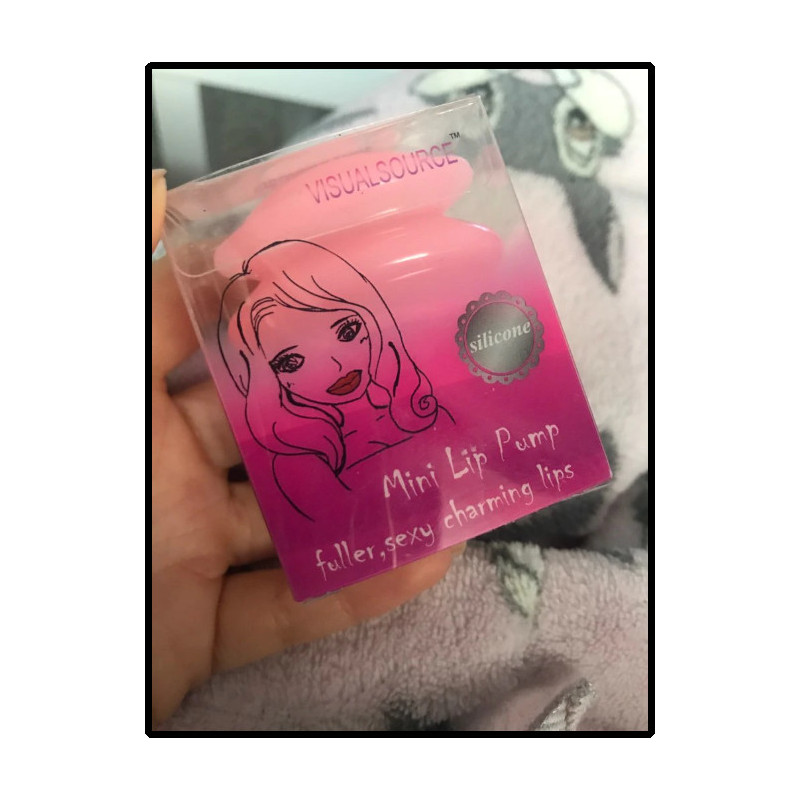 VISUALSOURCE™
silicone
Mini Lip Pump
fuller,sexy charming lips